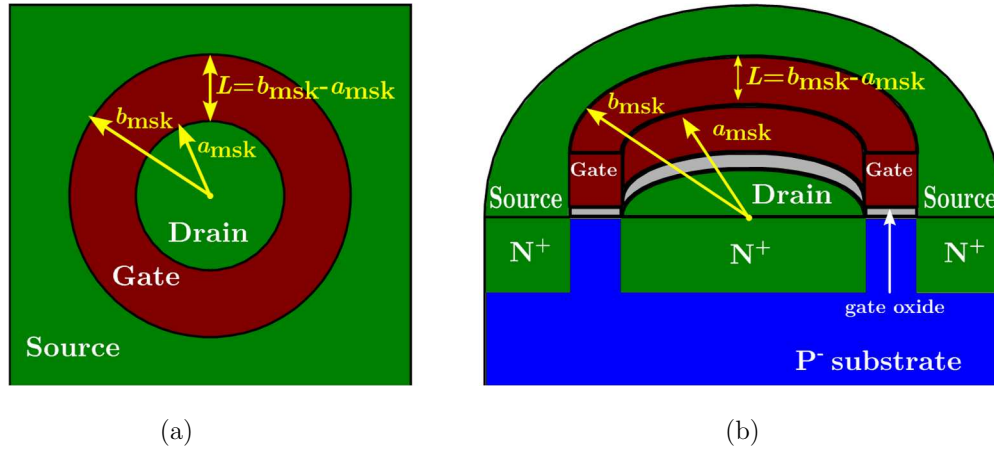 L=bmsk-amsk
bmsk
amsk
Drain
Gate
Source
(a)
L=bmsk-amsk
bmsk
amsk
Gate
Gate
Source
Drain
Source
N+
N+
N+
gate oxide
P- substrate
(b)